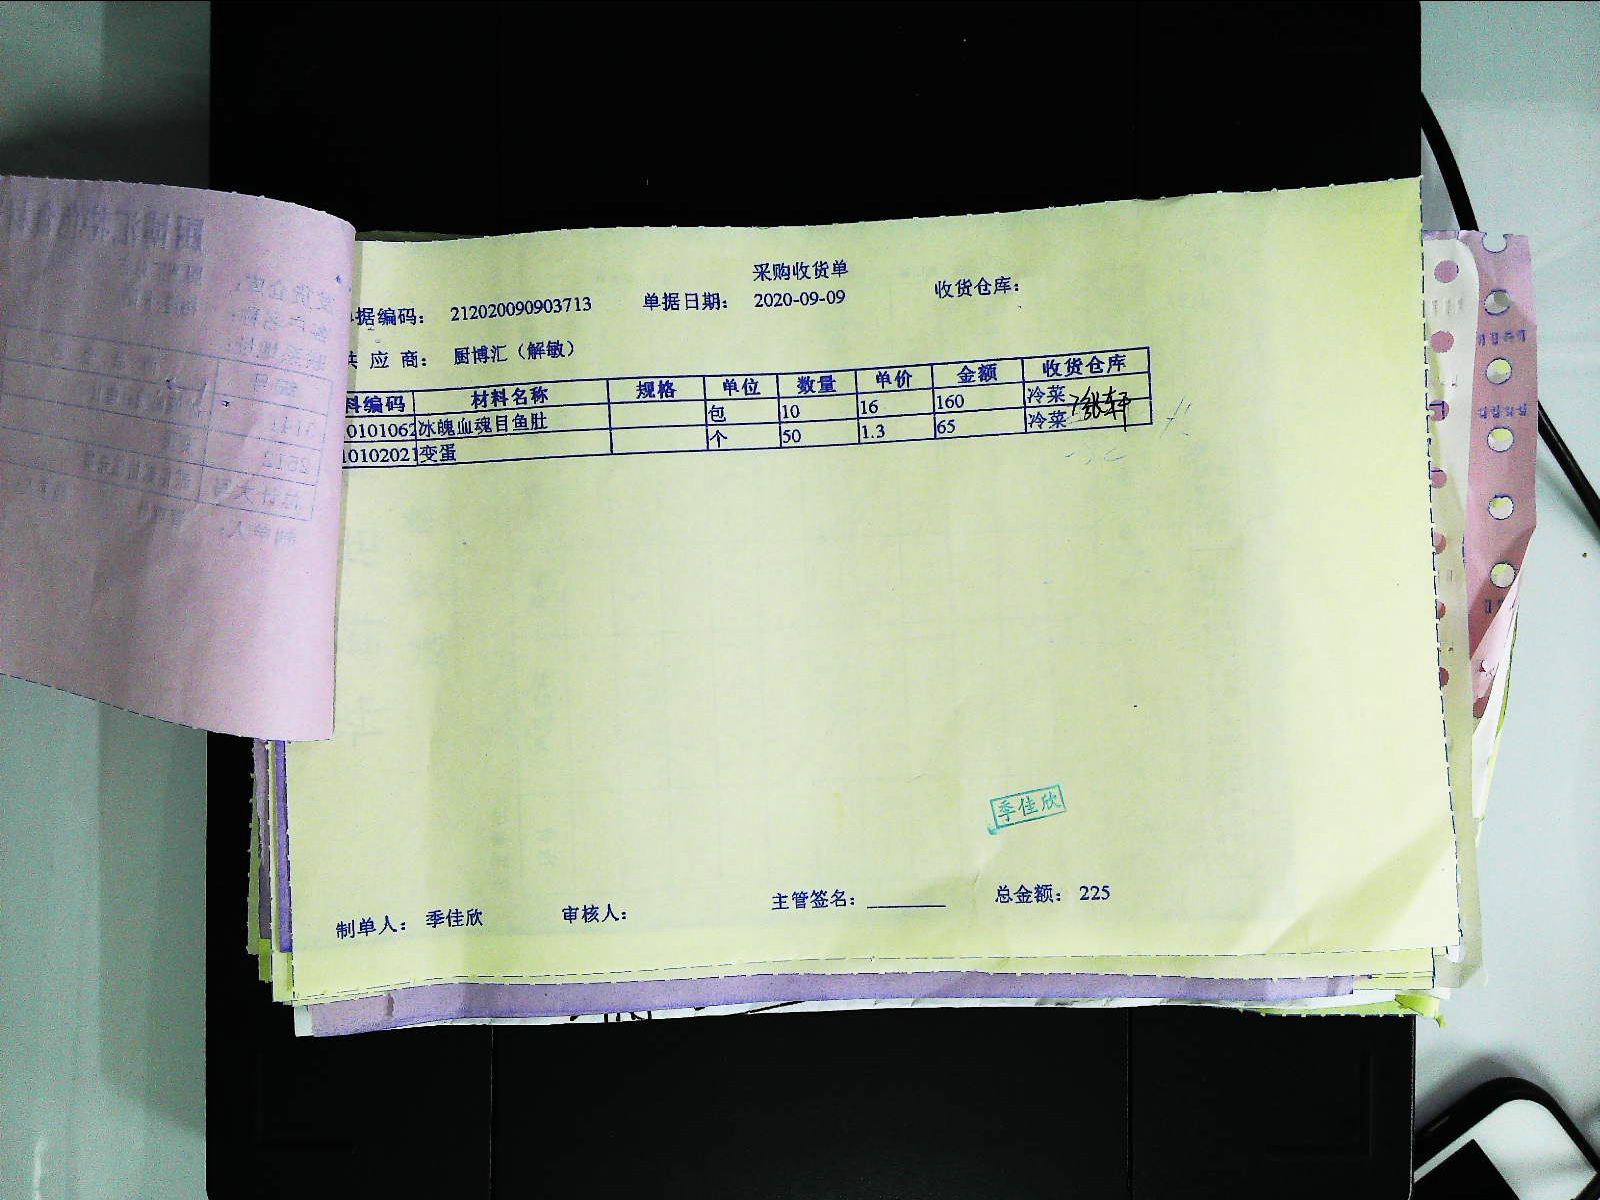 采购收货单
据编码： 212020090903713 单据日期： 2020-09-09 收货仓库：
供 应 商： 厨博汇（解敏）
料编码 材料名称 规格 单位 数量 单价 金额 收货仓库
0101062 冰魄血魂目鱼肚 包 10 16 160 冷菜
10102021 变蛋 个 50 1.3 65 冷菜
季佳欣
制单人： 季佳欣 审核人： 主管签名：________ 总金额： 225